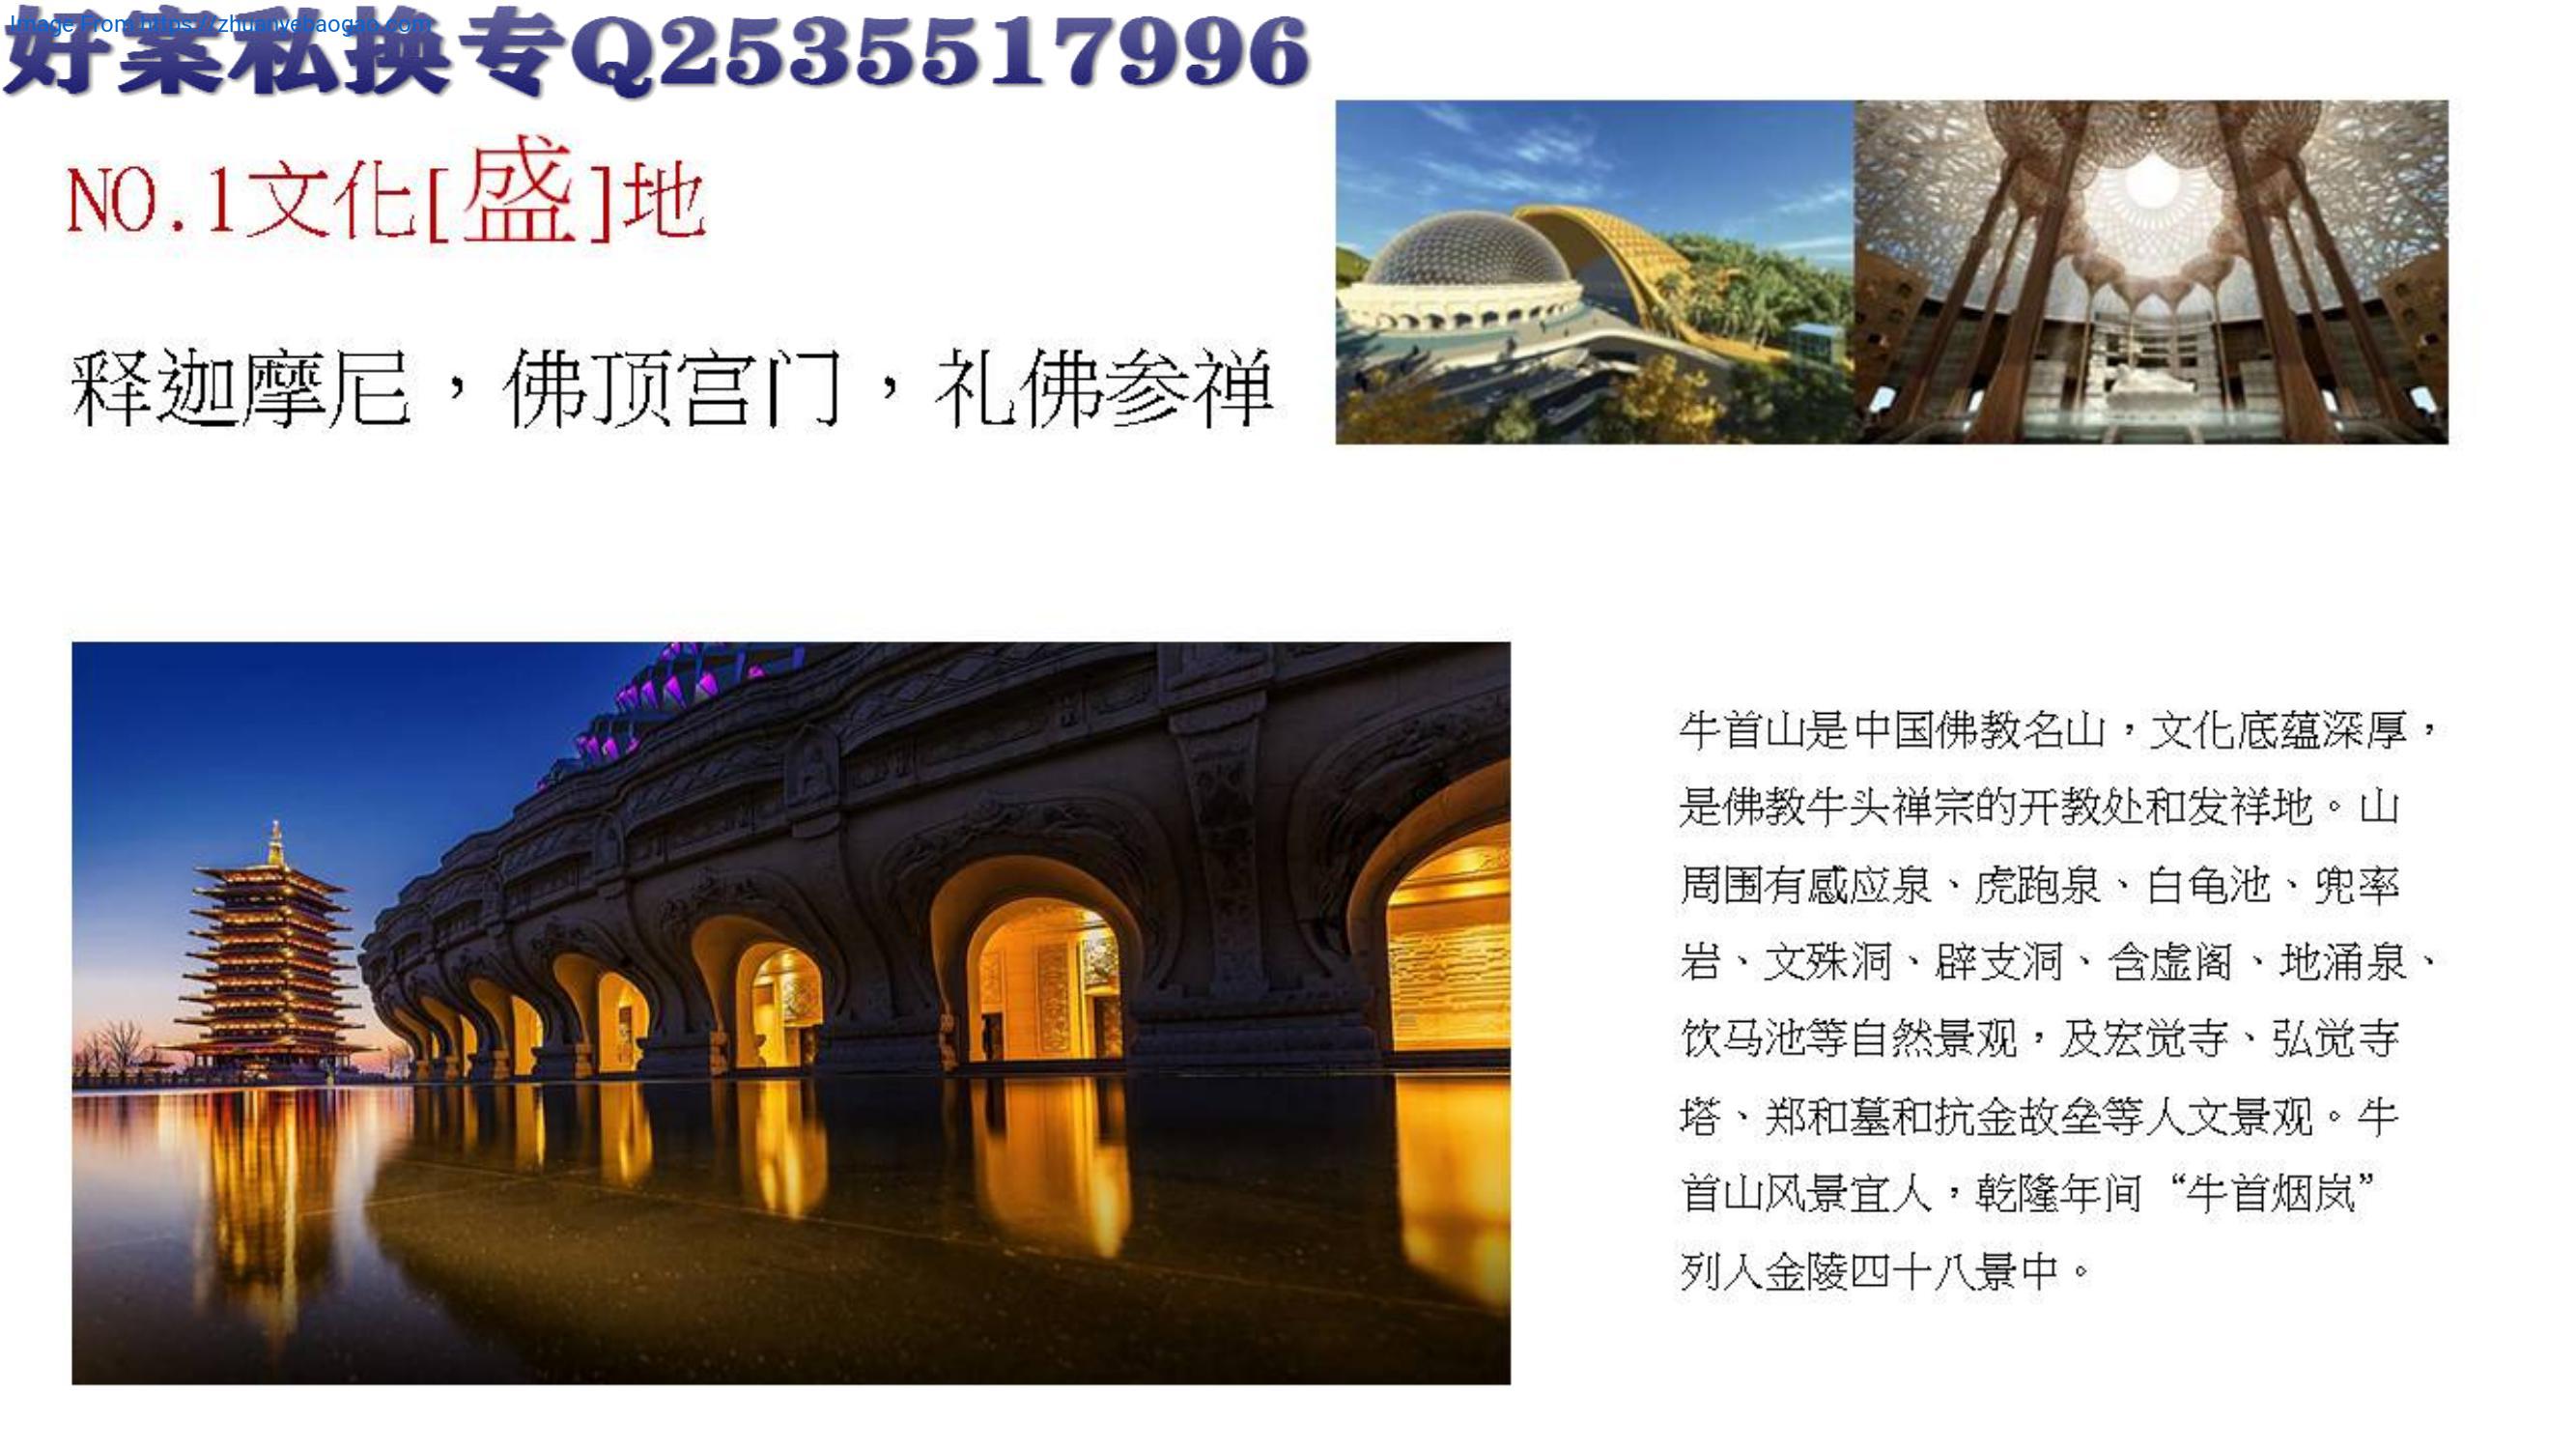 Image From https://zhuanyebaogao.com
好案私换专Q2535517996
NO.1文化[盛]地
释迦摩尼，佛顶宫门，礼佛参禅
牛首山是中国佛教名山，文化底蕴深厚，
是佛教牛头禅宗的开教处和发祥地。山
周围有感应泉、虎跑泉、白龟池、兜率
岩、文殊洞、辟支洞、含虚阁、地涌泉、
饮马池等自然景观，及宏觉寺、弘觉寺
塔、郑和墓和抗金故垒等人文景观。牛
首山风景宜人，乾隆年间“牛首烟岚”
列入金陵四十八景中。